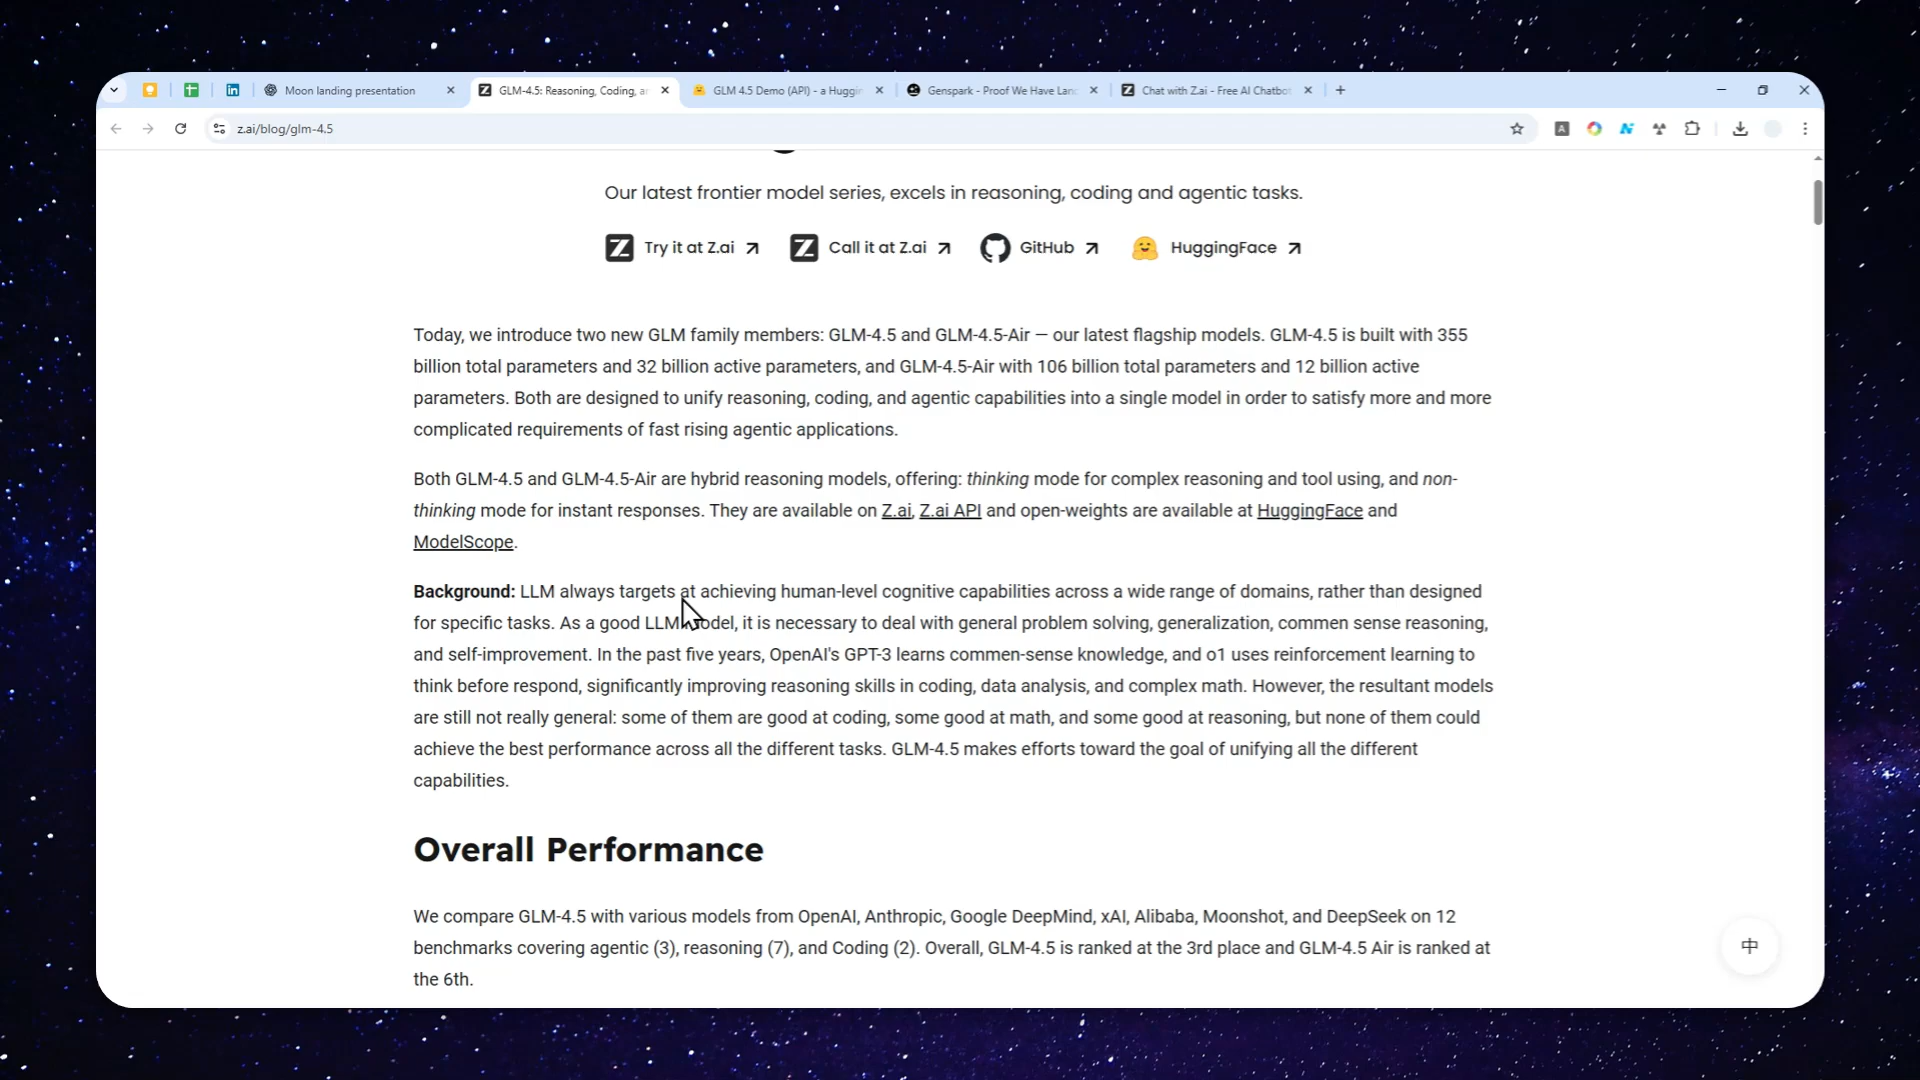 Moon landing presentation
GLM-4.5: Reasoning, Coding, a
GLM 4.5 Demo (API) - a Huggin
Genspark - Proof We Have Lan
Chat with Z.ai - Free AI Chatbot
z.ai/blog/glm-4.5
Our latest frontier model series, excels in reasoning, coding and agentic tasks.
Try it at Z.ai
Call it at Z.ai
GitHub
HuggingFace
Today, we introduce two new GLM family members: GLM-4.5 and GLM-4.5-Air — our latest flagship models. GLM-4.5 is built with 355
billion total parameters and 32 billion active parameters, and GLM-4.5-Air with 106 billion total parameters and 12 billion active
parameters. Both are designed to unify reasoning, coding, and agentic capabilities into a single model in order to satisfy more and more
complicated requirements of fast rising agentic applications.
Both GLM-4.5 and GLM-4.5-Air are hybrid reasoning models, offering: thinking mode for complex reasoning and tool using, and non-
thinking mode for instant responses. They are available on Z.ai, Z.ai API and open-weights are available at HuggingFace and
ModelScope.
Background: LLM always targets at achieving human-level cognitive capabilities across a wide range of domains, rather than designed
for specific tasks. As a good LLM model, it is necessary to deal with general problem solving, generalization, commen sense reasoning,
and self-improvement. In the past five years, OpenAI's GPT-3 learns commen-sense knowledge, and o1 uses reinforcement learning to
think before respond, significantly improving reasoning skills in coding, data analysis, and complex math. However, the resultant models
are still not really general: some of them are good at coding, some good at math, and some good at reasoning, but none of them could
achieve the best performance across all the different tasks. GLM-4.5 makes efforts toward the goal of unifying all the different
capabilities.
Overall Performance
We compare GLM-4.5 with various models from OpenAI, Anthropic, Google DeepMind, xAI, Alibaba, Moonshot, and DeepSeek on 12
benchmarks covering agentic (3), reasoning (7), and Coding (2). Overall, GLM-4.5 is ranked at the 3rd place and GLM-4.5 Air is ranked at
the 6th.
中